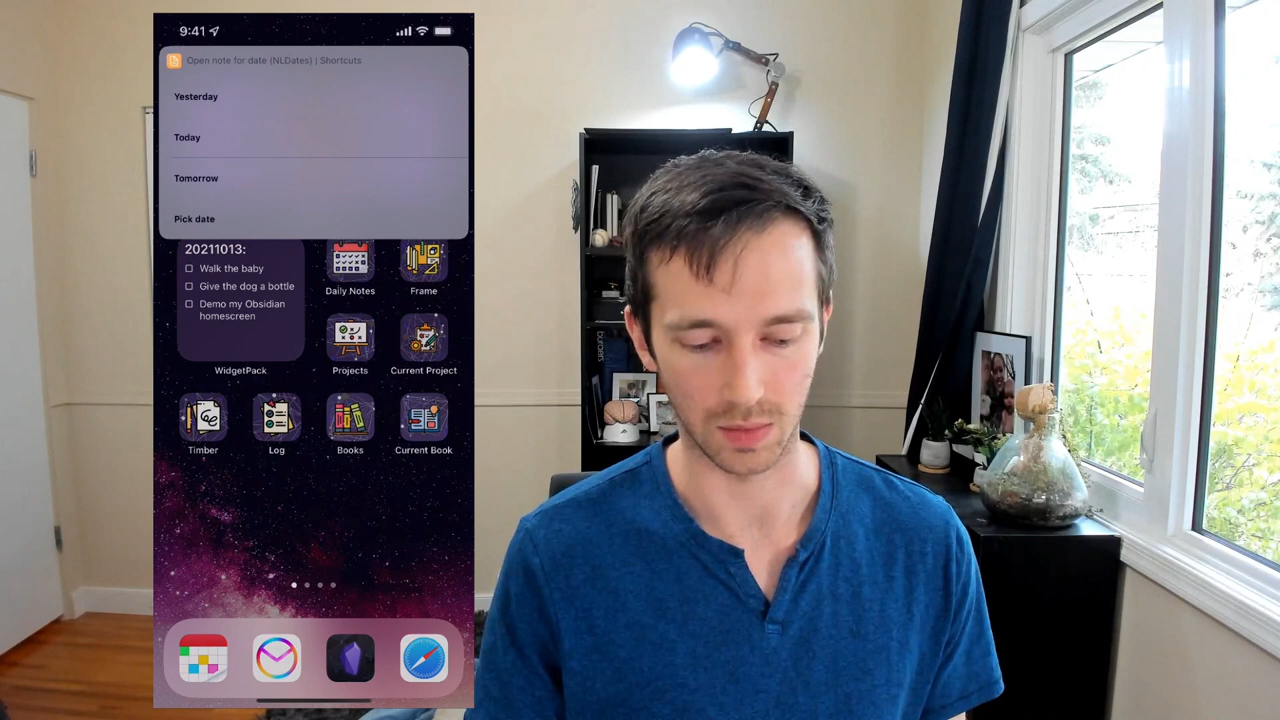 9:41
Open note for date (NLDates) | Shortcuts
Yesterday
Today
Tomorrow
Pick date
20211013:
Walk the baby
Give the dog a bottle
Demo my Obsidian
homescreen
WidgetPack
Daily Notes
Frame
Projects
Current Project
Timber
Log
Books
Current Book